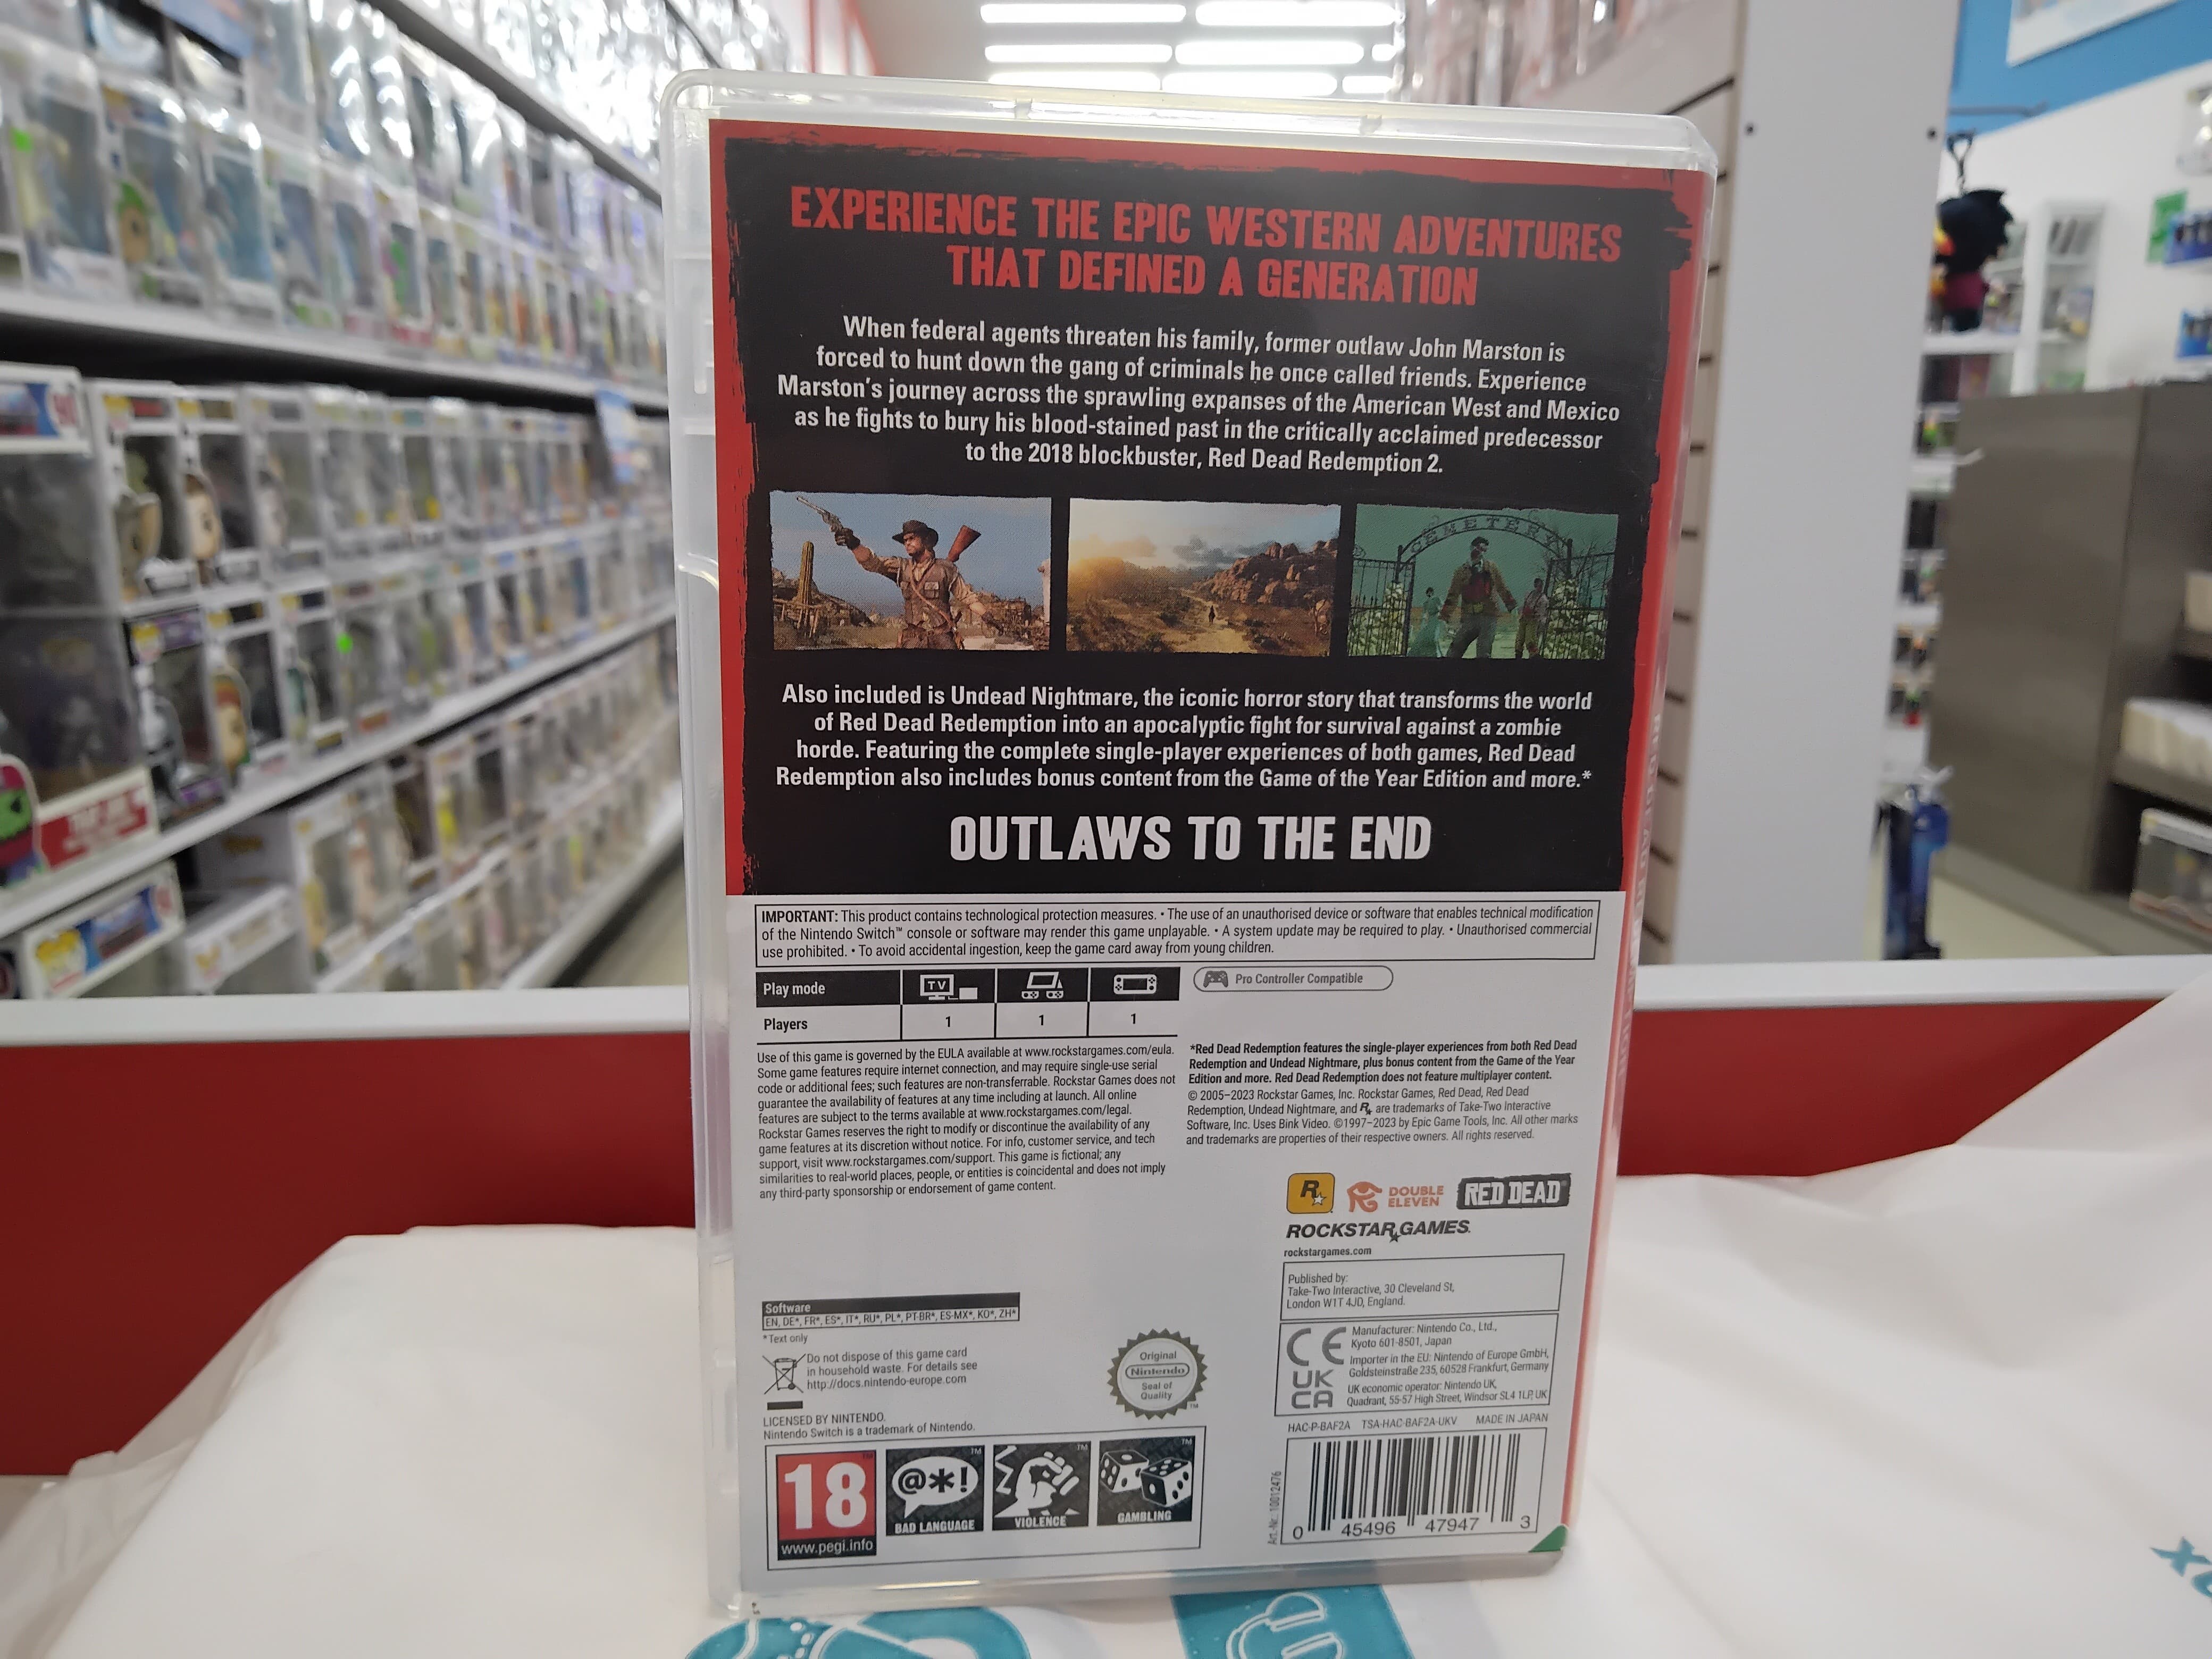 EXPERIENCE THE EPIC WESTERN ADVENTURES
THAT DEFINED A GENERATION
When federal agents threaten his family, former outlaw John Marston is
forced to hunt down the gang of criminals he once called friends. Experience
Marston's journey across the sprawling expanses of the American West and Mexico
as he fights to bury his blood-stained past in the critically acclaimed predecessor
to the 2018 blockbuster, Red Dead Redemption 2.
CEMETERY
Also included is Undead Nightmare, the iconic horror story that transforms the world
of Red Dead Redemption into an apocalyptic fight for survival against a zombie
horde. Featuring the complete single-player experiences of both games, Red Dead
Redemption also includes bonus content from the Game of the Year Edition and more.*
OUTLAWS TO THE END
IMPORTANT: This product contains technological protection measures. • The use of an unauthorised device or software that enables technical modification
of the Nintendo Switch™ console or software may render this game unplayable. • A system update may be required to play. • Unauthorised commercial
use prohibited. • To avoid accidental ingestion, keep the game card away from young children.
Play mode TV
Pro Controller Compatible
Players 1 1 1
Use of this game is governed by the EULA available at www.rockstargames.com/eula.
Some game features require internet connection, and may require single-use serial
code or additional fees; such features are non-transferrable. Rockstar Games does not
guarantee the availability of features at any time including at launch. All online
features are subject to the terms available at www.rockstargames.com/legal.
Rockstar Games reserves the right to modify or discontinue the availability of any
game features at its discretion without notice. For info, customer service, and tech
support, visit www.rockstargames.com/support. This game is fictional; any
similarities to real-world places, people, or entities is coincidental and does not imply
any third-party sponsorship or endorsement of game content.
*Red Dead Redemption features the single-player experiences from both Red Dead
Redemption and Undead Nightmare, plus bonus content from the Game of the Year
Edition and more. Red Dead Redemption does not feature multiplayer content.
© 2005–2023 Rockstar Games, Inc. Rockstar Games, Red Dead, Red Dead
Redemption, Undead Nightmare, and R★ are trademarks of Take-Two Interactive
Software, Inc. Uses Bink Video. ©1997–2023 by Epic Game Tools, Inc. All other marks
and trademarks are properties of their respective owners. All rights reserved.
R★ DOUBLE ELEVEN RED DEAD
ROCKSTAR GAMES.
rockstargames.com
Published by:
Take-Two Interactive, 30 Cleveland St,
London W1T 4JD, England.
Software
EN, DE*, FR*, ES*, IT*, RU*, PL*, PT-BR*, ES-MX*, KO*, ZH*
*Text only
Do not dispose of this game card
in household waste. For details see
http://docs.nintendo-europe.com
LICENSED BY NINTENDO.
Nintendo Switch is a trademark of Nintendo.
Original
Nintendo
Seal of
Quality
TM
CE
UK
CA
Manufacturer: Nintendo Co., Ltd.,
Kyoto 601-8501, Japan
Importer in the EU: Nintendo of Europe GmbH,
Goldsteinstraße 235, 60528 Frankfurt, Germany
UK economic operator: Nintendo UK,
Quadrant, 55-57 High Street, Windsor SL4 1LP, UK
HAC-P-BAF2A TSA-HAC-BAF2A-UKV MADE IN JAPAN
18
www.pegi.info
@*!
BAD LANGUAGE
VIOLENCE
GAMBLING
Art.-Nr. 10012476
0 45496 47947 3